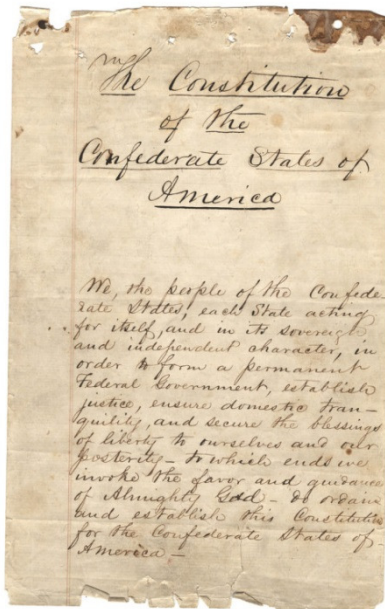 The Constitution
of the
Confederate States of
America
We, the people of the Confede-
rate States, each State acting
for itself, and in its sovereign
and independent character, in
order to form a permanent
Federal Government, establish
justice, ensure domestic tran-
quility, and secure the blessings
of liberty to ourselves and our
posterity – to which ends we
invoke the favor and guidance
of Almighty God – do ordain
and establish this Constitution
for the Confederate States of
America –